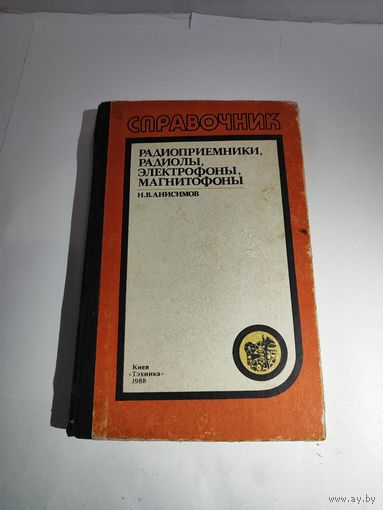 СПРАВОЧНИК
РАДИОПРИЕМНИКИ,
РАДИОЛЫ,
ЭЛЕКТРОФОНЫ,
МАГНИТОФОНЫ
Н.В.АНИСИМОВ
Киев
«Тэхника»
1988
www.ay.by